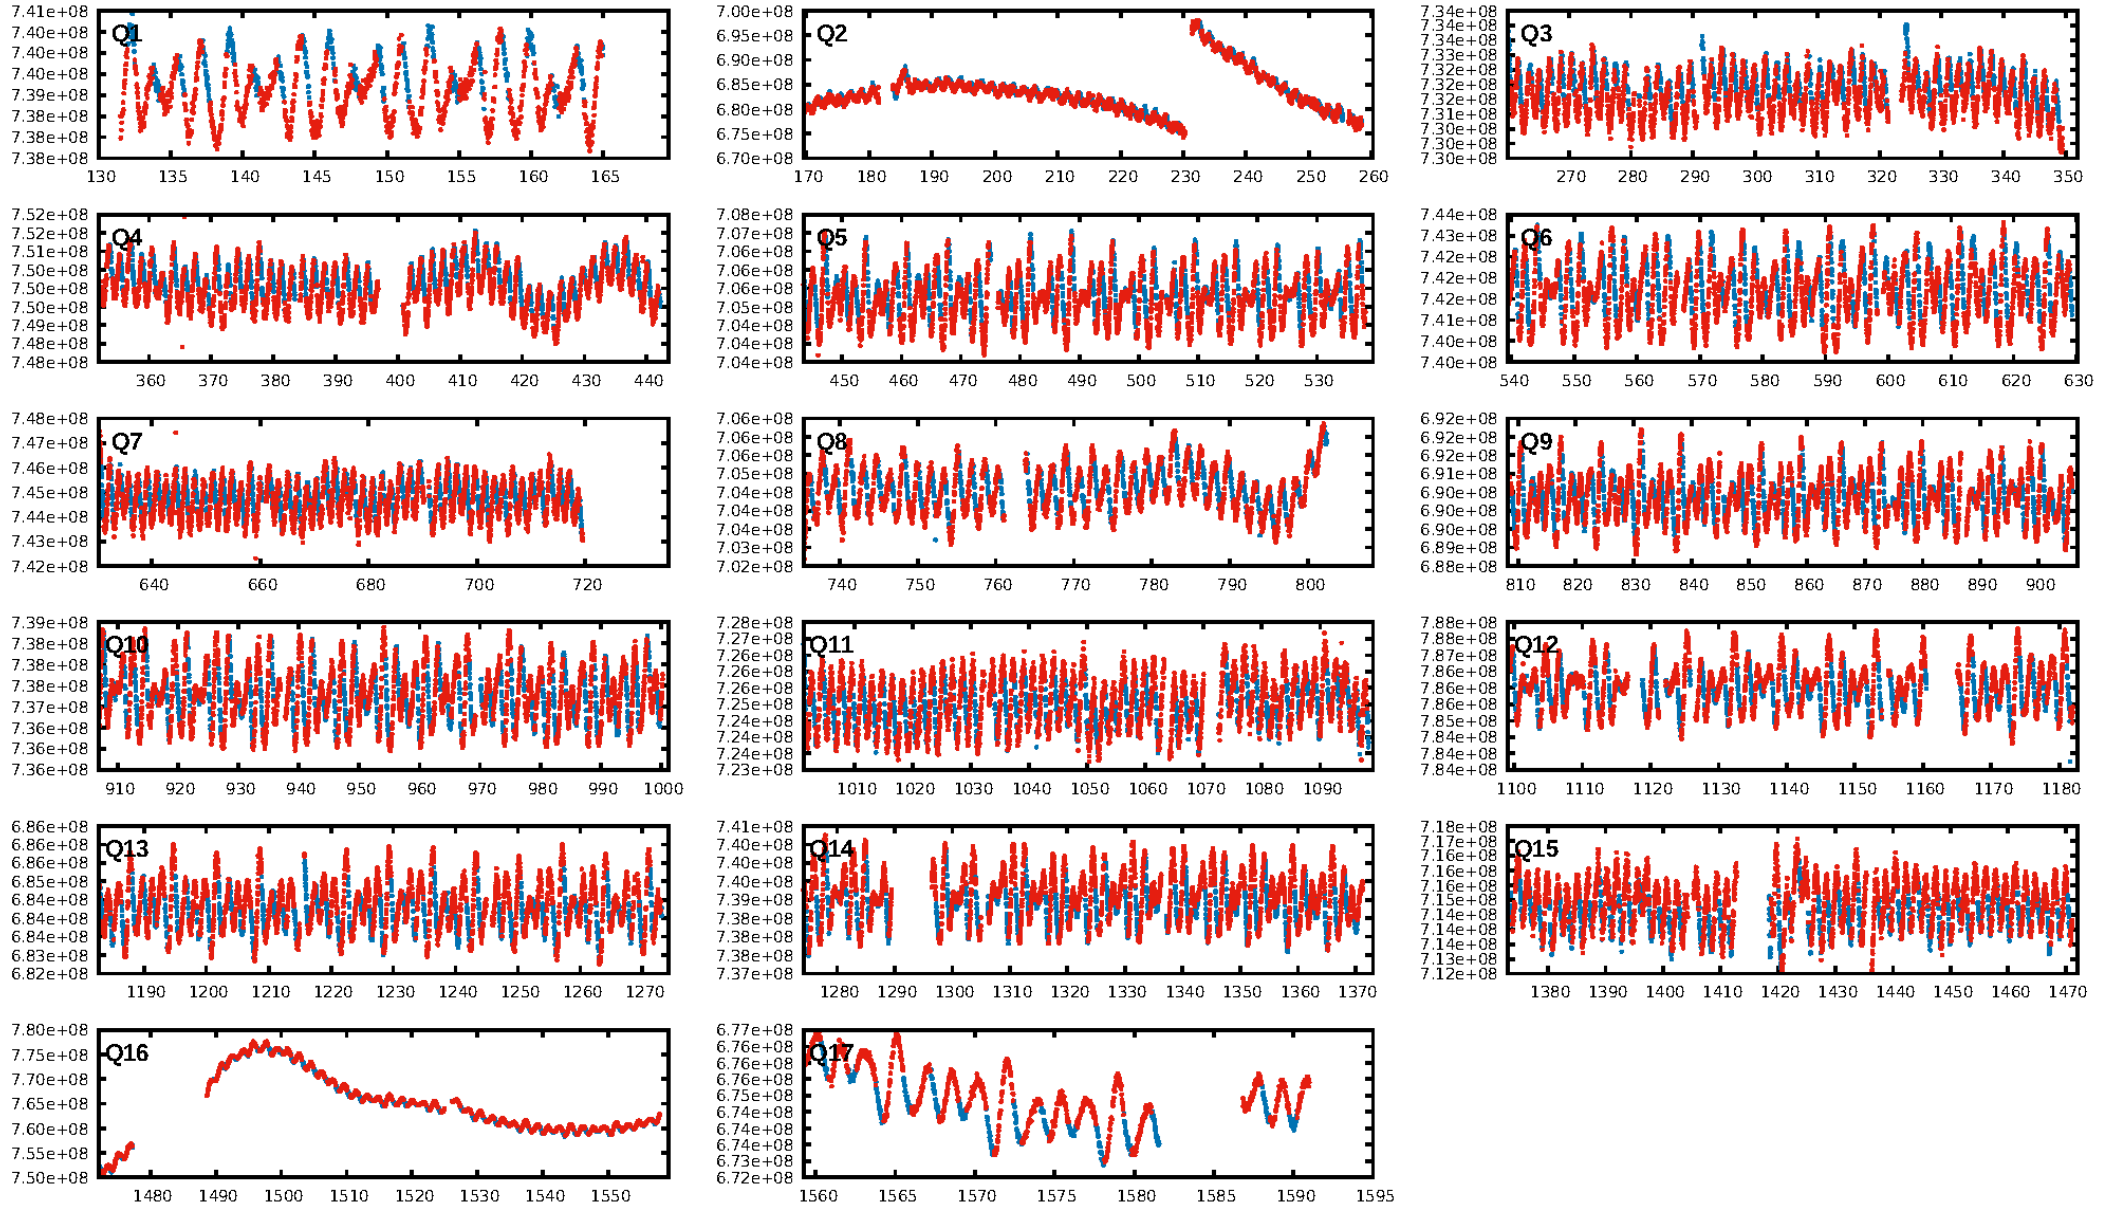 7.41e+08
7.40e+08
7.40e+08
7.40e+08
7.39e+08
7.38e+08
7.38e+08
7.38e+08
Q1
130 135 140 145 150 155 160 165
7.00e+08
6.95e+08
6.90e+08
6.85e+08
6.80e+08
6.75e+08
6.70e+08
Q2
170 180 190 200 210 220 230 240 250 260
7.34e+08
7.34e+08
7.33e+08
7.33e+08
7.32e+08
7.32e+08
7.32e+08
7.31e+08
7.31e+08
7.30e+08
7.30e+08
Q3
270 280 290 300 310 320 330 340 350
7.52e+08
7.52e+08
7.51e+08
7.50e+08
7.50e+08
7.49e+08
7.48e+08
7.48e+08
Q4
360 370 380 390 400 410 420 430 440
7.08e+08
7.07e+08
7.06e+08
7.06e+08
7.05e+08
7.04e+08
7.04e+08
7.04e+08
Q5
450 460 470 480 490 500 510 520 530
7.44e+08
7.43e+08
7.42e+08
7.42e+08
7.41e+08
7.40e+08
7.40e+08
Q6
540 550 560 570 580 590 600 610 620 630
7.48e+08
7.47e+08
7.46e+08
7.45e+08
7.44e+08
7.43e+08
7.42e+08
Q7
640 660 680 700 720
7.06e+08
7.06e+08
7.06e+08
7.05e+08
7.04e+08
7.04e+08
7.03e+08
7.02e+08
Q8
740 750 760 770 780 790 800
6.92e+08
6.92e+08
6.92e+08
6.91e+08
6.90e+08
6.90e+08
6.90e+08
6.89e+08
6.88e+08
Q9
810 820 830 840 850 860 870 880 890 900
7.39e+08
7.38e+08
7.38e+08
7.38e+08
7.37e+08
7.36e+08
7.36e+08
7.36e+08
Q10
910 920 930 940 950 960 970 980 990 1000
7.28e+08
7.27e+08
7.26e+08
7.26e+08
7.25e+08
7.24e+08
7.24e+08
7.24e+08
7.23e+08
Q11
1010 1020 1030 1040 1050 1060 1070 1080 1090
7.88e+08
7.88e+08
7.87e+08
7.86e+08
7.86e+08
7.86e+08
7.85e+08
7.84e+08
7.84e+08
Q12
1100 1110 1120 1130 1140 1150 1160 1170 1180
6.86e+08
6.86e+08
6.85e+08
6.84e+08
6.84e+08
6.84e+08
6.83e+08
6.82e+08
Q13
1190 1200 1210 1220 1230 1240 1250 1260 1270
7.41e+08
7.40e+08
7.40e+08
7.39e+08
7.38e+08
7.38e+08
7.38e+08
7.37e+08
Q14
1280 1290 1300 1310 1320 1330 1340 1350 1360 1370
7.18e+08
7.17e+08
7.16e+08
7.16e+08
7.16e+08
7.15e+08
7.14e+08
7.14e+08
7.14e+08
7.13e+08
7.12e+08
Q15
1380 1390 1400 1410 1420 1430 1440 1450 1460 1470
7.80e+08
7.75e+08
7.70e+08
7.65e+08
7.60e+08
7.55e+08
7.50e+08
Q16
1480 1490 1500 1510 1520 1530 1540 1550
6.77e+08
6.76e+08
6.76e+08
6.76e+08
6.75e+08
6.74e+08
6.74e+08
6.74e+08
6.73e+08
6.72e+08
Q17
1560 1565 1570 1575 1580 1585 1590 1595